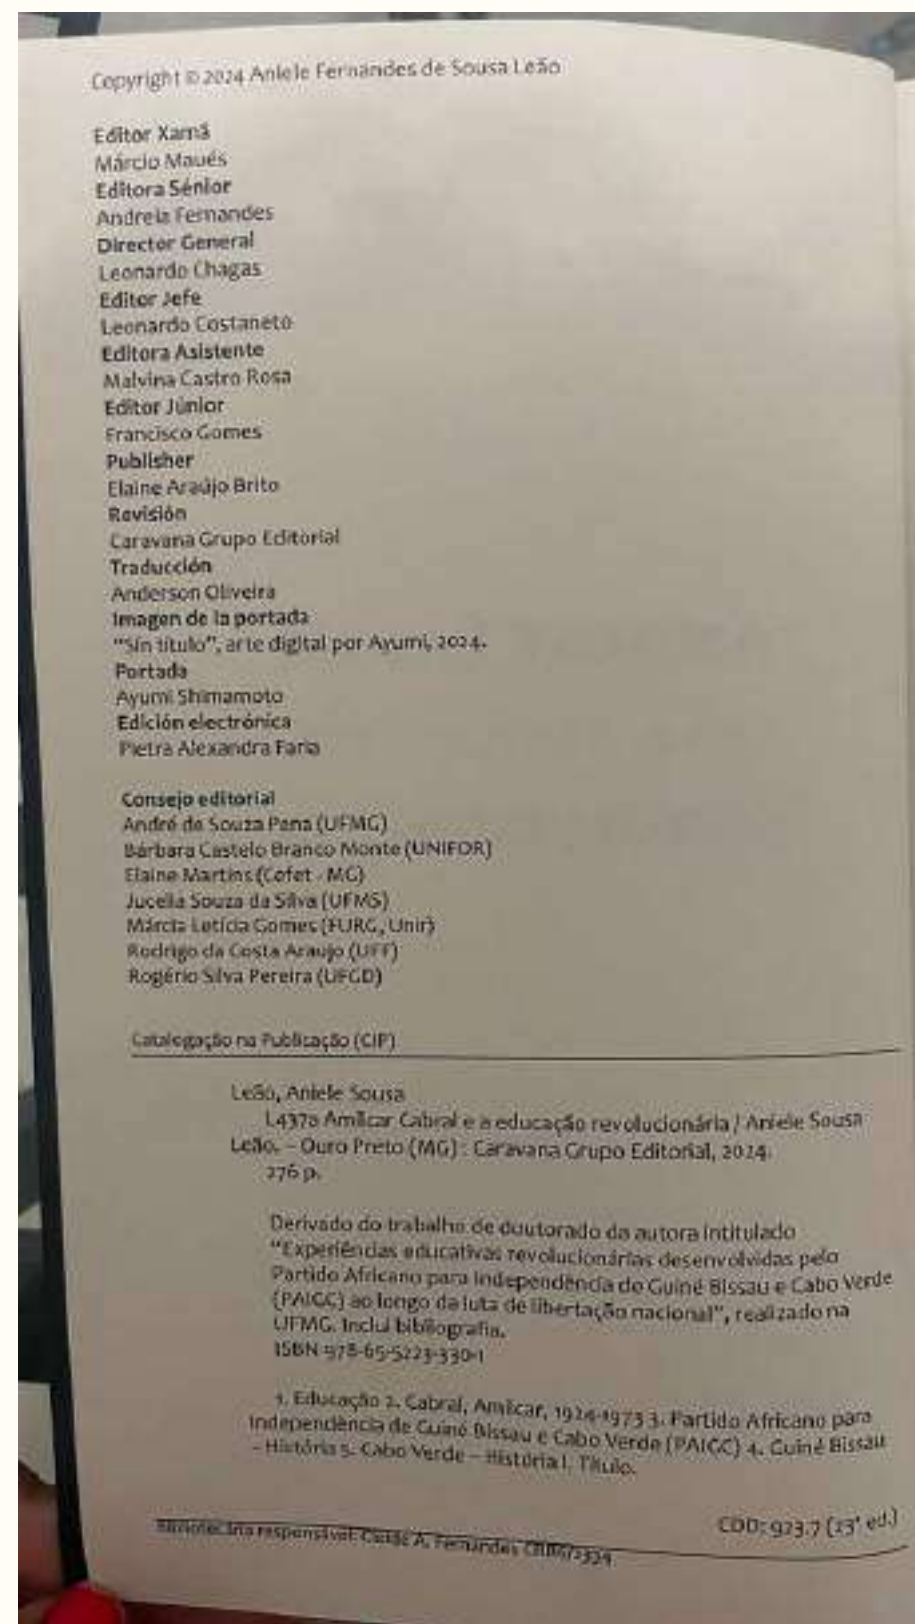 Copyright © 2024 Aniele Fernandes de Sousa Leão
Editor Xamã
Márcio Maués
Editora Sénior
Andreia Fernandes
Director General
Leonardo Chagas
Editor Jefe
Leonardo Costaneto
Editora Asistente
Malvina Castro Rosa
Editor Júnior
Francisco Gomes
Publisher
Elaine Araújo Brito
Revisión
Caravana Grupo Editorial
Traducción
Anderson Oliveira
Imagen de la portada
“Sin título”, arte digital por Ayumi, 2024.
Portada
Ayumi Shimamoto
Edición electrónica
Pietra Alexandra Faria
Consejo editorial
André de Souza Pena (UFMG)
Bárbara Castelo Branco Monte (UNIFOR)
Elaine Martins (Cefet - MG)
Jucelia Souza da Silva (UFMS)
Márcia Letícia Gomes (FURG, Unir)
Rodrigo da Costa Araujo (UFF)
Rogério Silva Pereira (UFGD)
Catalogação na Publicação (CIP)
Leão, Aniele Sousa
L437a Amílcar Cabral e a educação revolucionária / Aniele Sousa
Leão. – Ouro Preto (MG) : Caravana Grupo Editorial, 2024.
276 p.
Derivado do trabalho de doutorado da autora intitulado
“Experiências educativas revolucionárias desenvolvidas pelo
Partido Africano para Independência de Guiné Bissau e Cabo Verde
(PAIGC) ao longo da luta de libertação nacional”, realizado na
UFMG. Inclui bibliografia.
ISBN 978-65-5223-330-1
1. Educação 2. Cabral, Amílcar, 1924-1973 3. Partido Africano para
Independência de Guiné Bissau e Cabo Verde (PAIGC) 4. Guiné Bissau
– História 5. Cabo Verde – História I. Título.
CDD: 923.7 (23ª ed.)
Bibliotecária responsável: A. Fernandes